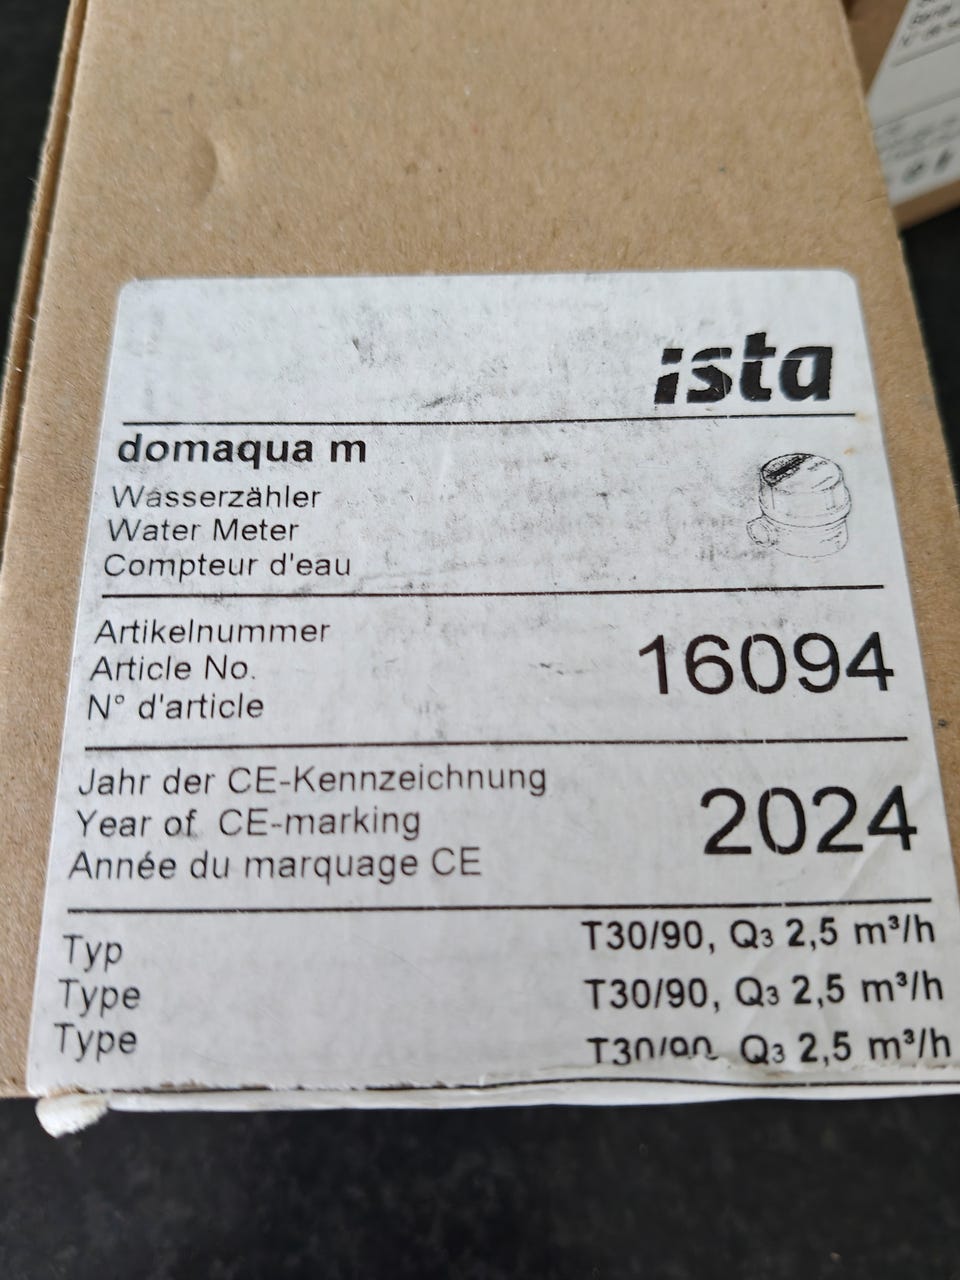 ista
domaqua m
Wasserzähler
Water Meter
Compteur d'eau
Artikelnummer
Article No.
N° d'article
16094
Jahr der CE-Kennzeichnung
Year of CE-marking
Année du marquage CE
2024
Typ T30/90, Q3 2,5 m³/h
Type T30/90, Q3 2,5 m³/h
Type T30/90, Q3 2,5 m³/h